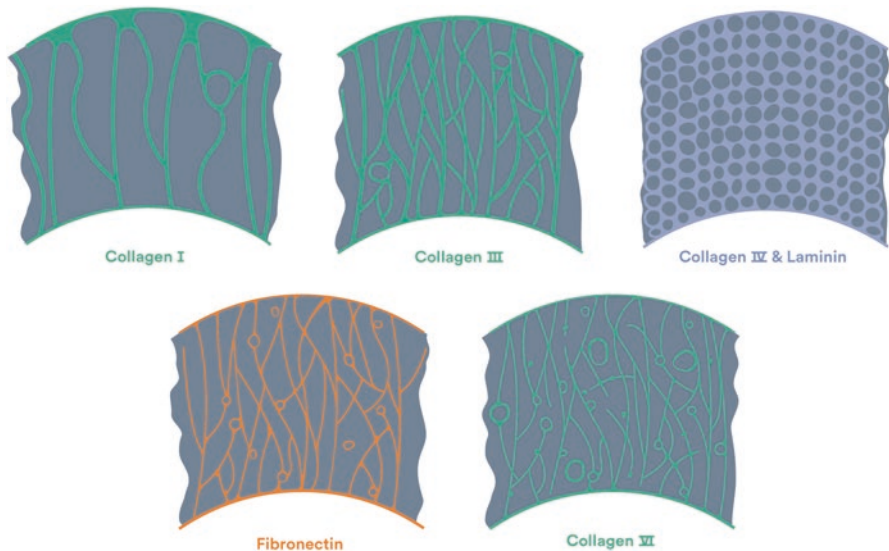 Collagen I
Collagen III
Collagen IV & Laminin
Fibronectin
Collagen VI